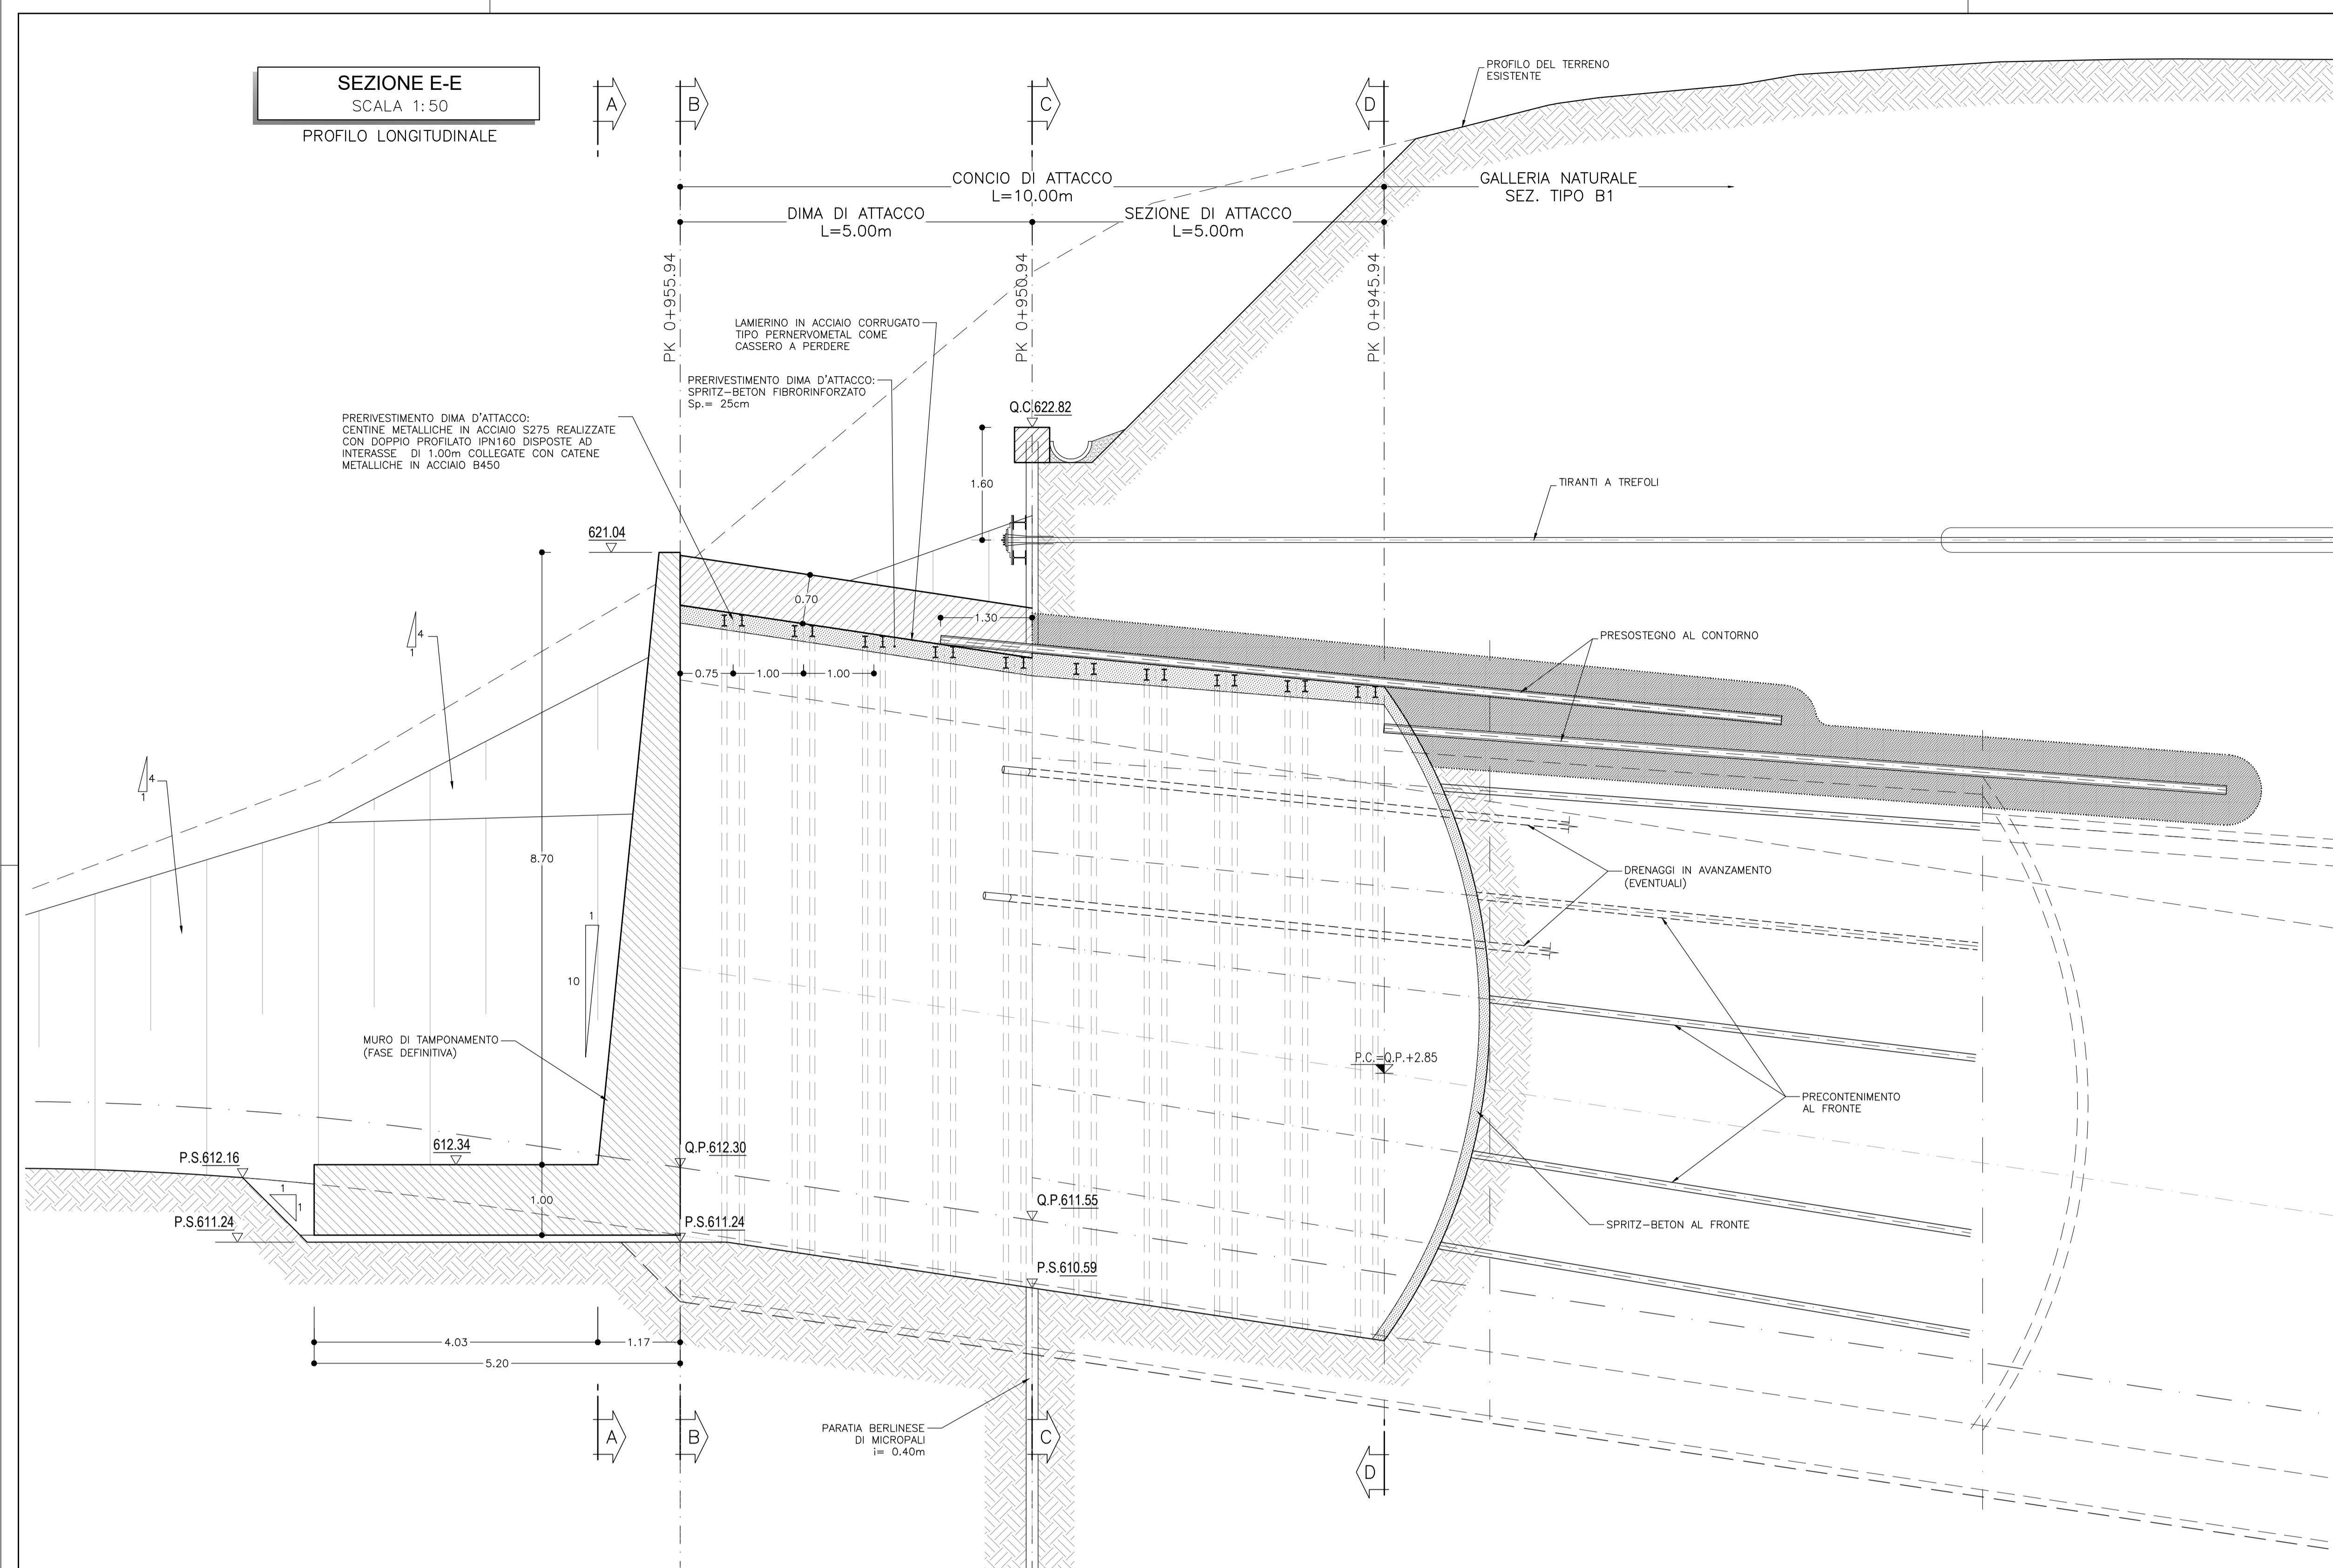 SEZIONE E-E
SCALA 1:50
PROFILO LONGITUDINALE
A
B
C
D
PROFILO DEL TERRENO
ESISTENTE
CONCIO DI ATTACCO
L=10.00m
GALLERIA NATURALE
SEZ. TIPO B1
DIMA DI ATTACCO
L=5.00m
SEZIONE DI ATTACCO
L=5.00m
PK 0+955.94
PK 0+950.94
PK 0+945.94
LAMIERINO IN ACCIAIO CORRUGATO
TIPO PERNERVOMETAL COME
CASSERO A PERDERE
PRERIVESTIMENTO DIMA D'ATTACCO:
SPRITZ-BETON FIBRORINFORZATO
Sp.= 25cm
PRERIVESTIMENTO DIMA D'ATTACCO:
CENTINE METALLICHE IN ACCIAIO S275 REALIZZATE
CON DOPPIO PROFILATO IPN160 DISPOSTE AD
INTERASSE DI 1.00m COLLEGATE CON CATENE
METALLICHE IN ACCIAIO B450
Q.C.622.82
1.60
TIRANTI A TREFOLI
621.04
0.70
1.30
PRESOSTEGNO AL CONTORNO
4
1
0.75
1.00
1.00
4
1
8.70
DRENAGGI IN AVANZAMENTO
(EVENTUALI)
1
10
MURO DI TAMPONAMENTO
(FASE DEFINITIVA)
P.C.=Q.P.+2.85
PRECONTENIMENTO
AL FRONTE
612.34
Q.P.612.30
P.S.612.16
1
1
1.00
Q.P.611.55
P.S.611.24
P.S.611.24
SPRITZ-BETON AL FRONTE
P.S.610.59
4.03
1.17
5.20
PARATIA BERLINESE
DI MICROPALI
i= 0.40m
A
B
C
D